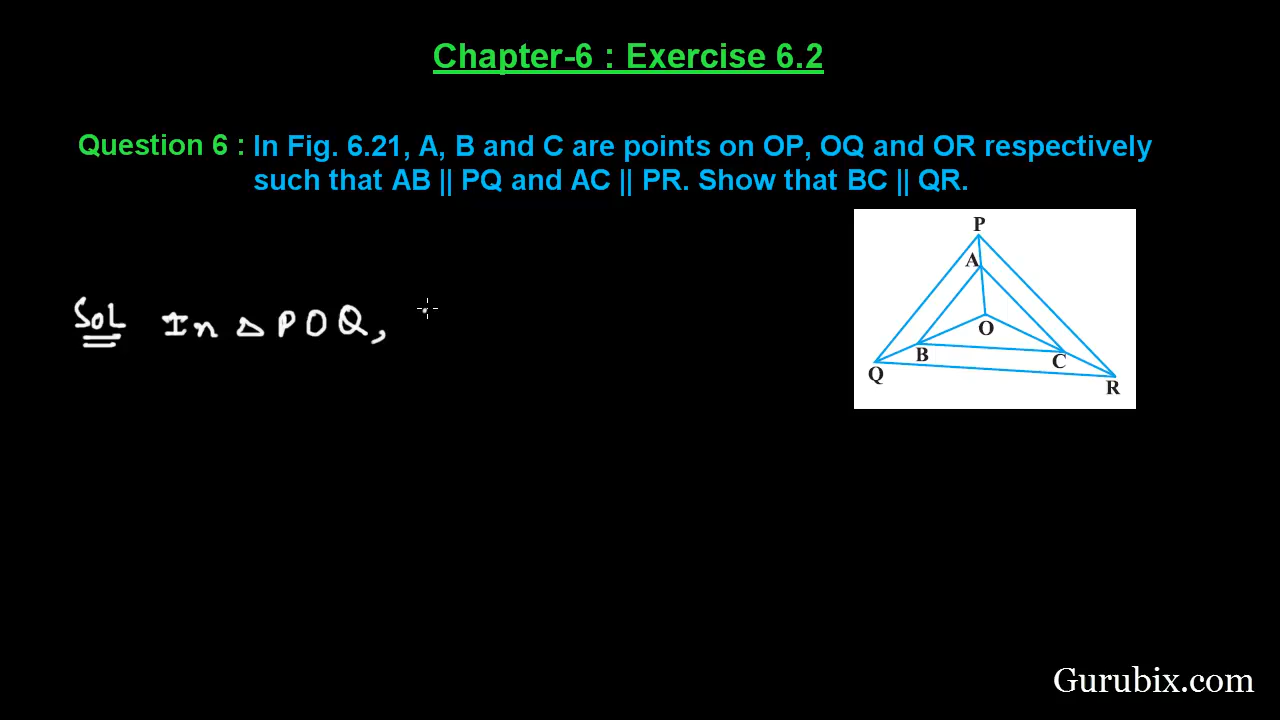 Chapter-6 : Exercise 6.2
Question 6 : In Fig. 6.21, A, B and C are points on OP, OQ and OR respectively
such that AB || PQ and AC || PR. Show that BC || QR.
P
A
O
B
C
Q
R
Sol In △ P O Q,
Gurubix.com